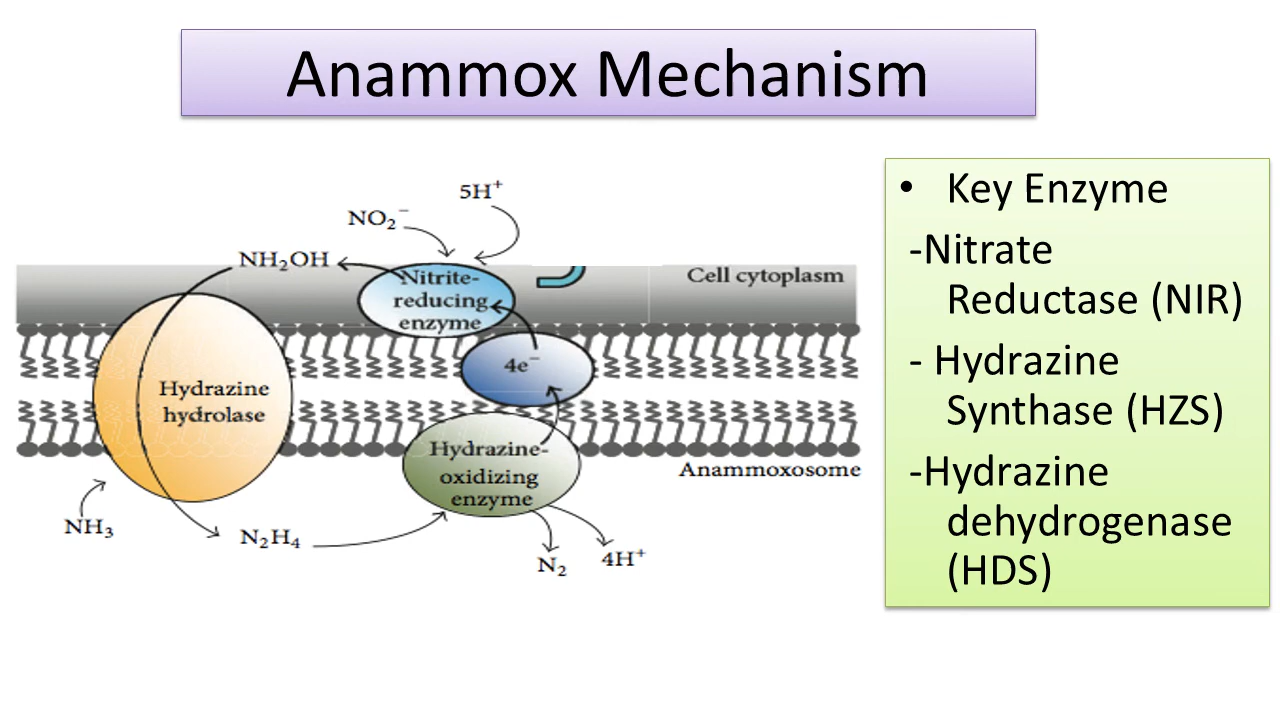 Anammox Mechanism
5H⁺
NO₂⁻
NH₂OH
Nitrite-
reducing
enzyme
Cell cytoplasm
4e⁻
Hydrazine
hydrolase
Hydrazine-
oxidizing
enzyme
Anammoxosome
NH₃
N₂H₄
N₂
4H⁺
• Key Enzyme
-Nitrate
Reductase (NIR)
- Hydrazine
Synthase (HZS)
-Hydrazine
dehydrogenase
(HDS)